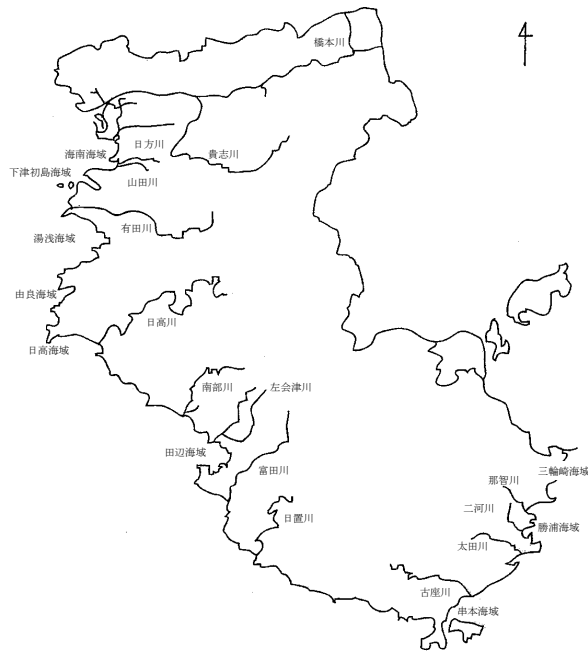 橋本川
日方川
海南海域
貴志川
下津初島海域
山田川
有田川
湯浅海域
由良海域
日高川
日高海域
南部川
左会津川
田辺海域
富田川
三輪崎海域
那智川
二河川
日置川
勝浦海域
太田川
古座川
串本海域